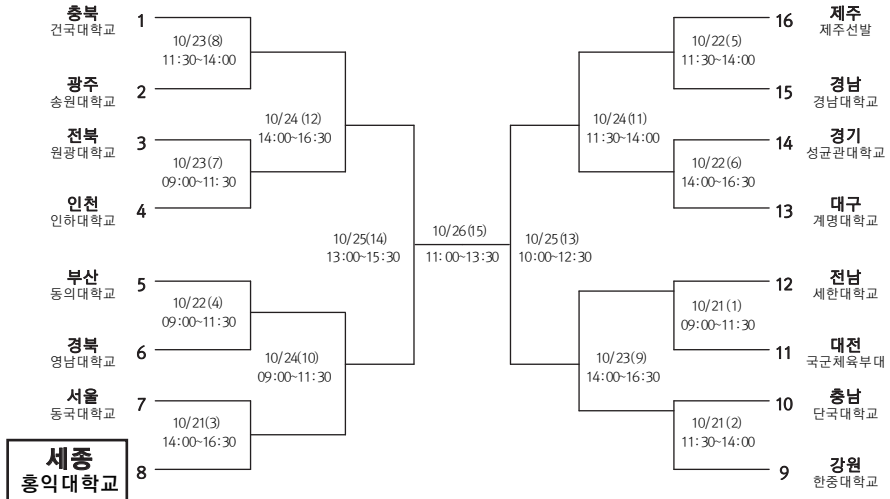 충북
건국대학교
1
10/23(8)
11:30~14:00
광주
송원대학교
2
10/24(12)
14:00~16:30
전북
원광대학교
3
10/23(7)
09:00~11:30
인천
인하대학교
4
10/25(14)
13:00~15:30
부산
동의대학교
5
10/22(4)
09:00~11:30
경북
영남대학교
6
10/24(10)
09:00~11:30
서울
동국대학교
7
10/21(3)
14:00~16:30
세종
홍익대학교
8
10/26(15)
11:00~13:30
16
제주
제주선발
10/22(5)
11:30~14:00
15
경남
경남대학교
10/24(11)
11:30~14:00
14
경기
성균관대학교
10/22(6)
14:00~16:30
13
대구
계명대학교
10/25(13)
10:00~12:30
12
전남
세한대학교
10/21(1)
09:00~11:30
11
대전
국군체육부대
10/23(9)
14:00~16:30
10
충남
단국대학교
10/21(2)
11:30~14:00
9
강원
한중대학교